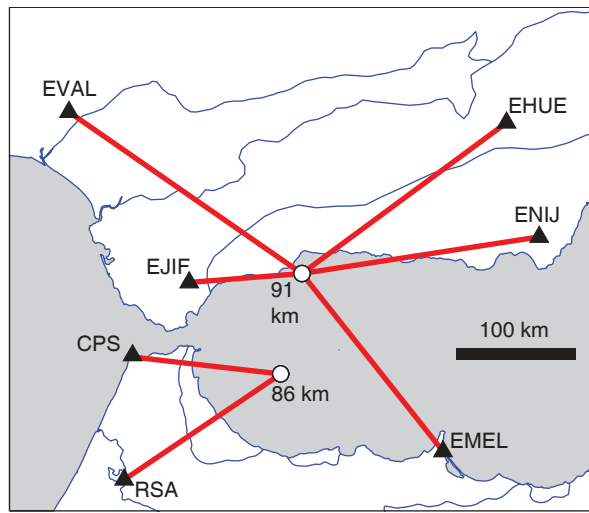 EVAL
EHUE
ENIJ
EJIF
91
km
100 km
CPS
86 km
EMEL
RSA